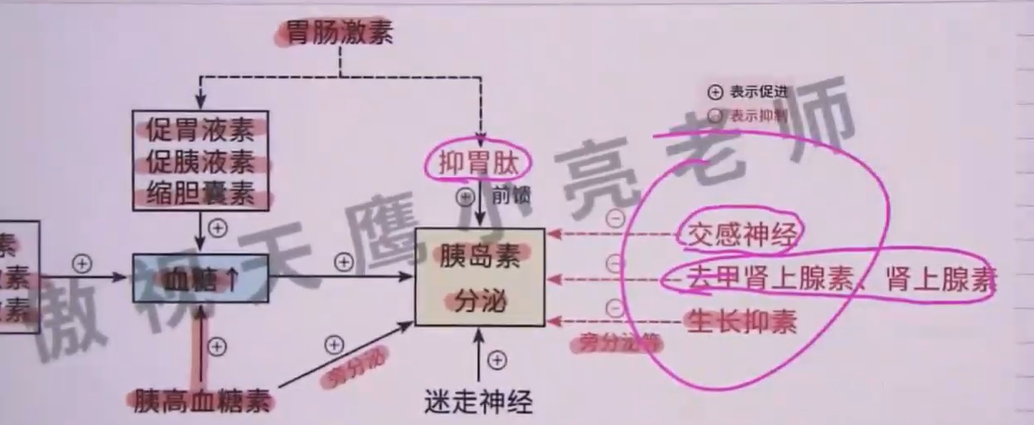 胃肠激素
⊕ 表示促进
⊖ 表示抑制
促胃液素
促胰液素
缩胆囊素
抑胃肽
⊕ 前馈
⊕
⊖ 交感神经
素
激素
素
⊕
血糖↑
⊕
胰岛素
分泌
⊖ 去甲肾上腺素、肾上腺素
⊖ 生长抑素
旁分泌等
⊕
⊕
旁分泌
⊕
胰高血糖素
迷走神经
傲视天鹰小亮老师